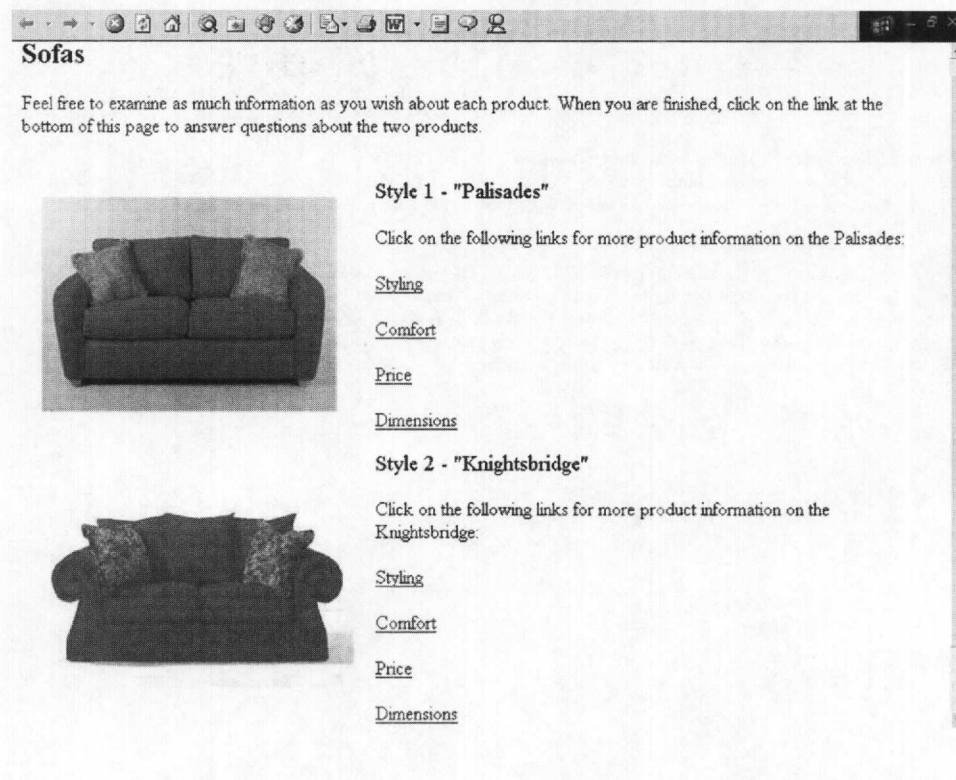 Sofas
Feel free to examine as much information as you wish about each product. When you are finished, click on the link at the
bottom of this page to answer questions about the two products.
Style 1 - "Palisades"
Click on the following links for more product information on the Palisades:
Styling
Comfort
Price
Dimensions
Style 2 - "Knightsbridge"
Click on the following links for more product information on the
Knightsbridge:
Styling
Comfort
Price
Dimensions